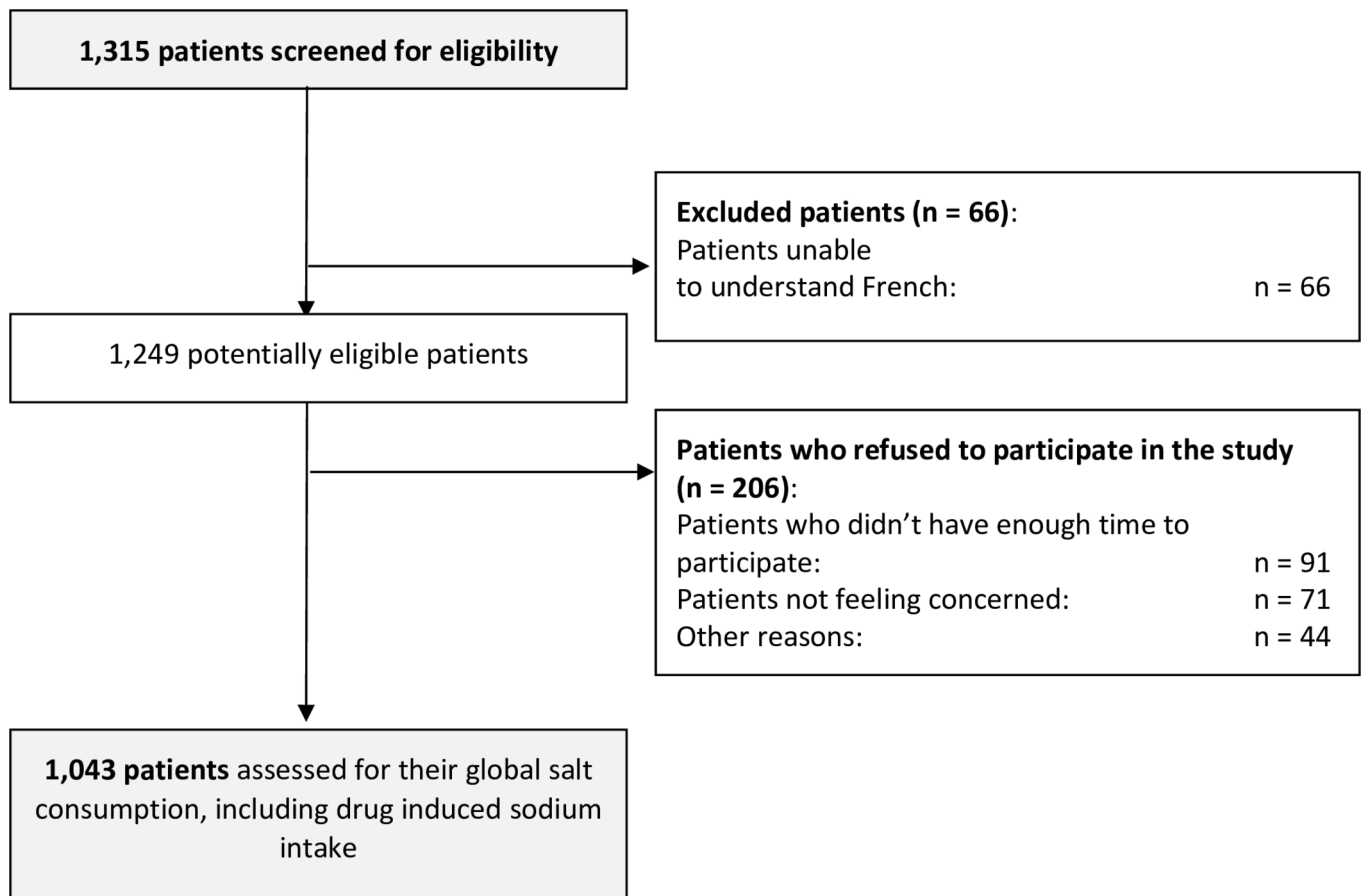 1,315 patients screened for eligibility
Excluded patients (n = 66):
Patients unable
to understand French: n = 66
1,249 potentially eligible patients
Patients who refused to participate in the study
(n = 206):
Patients who didn’t have enough time to
participate: n = 91
Patients not feeling concerned: n = 71
Other reasons: n = 44
1,043 patients assessed for their global salt
consumption, including drug induced sodium
intake